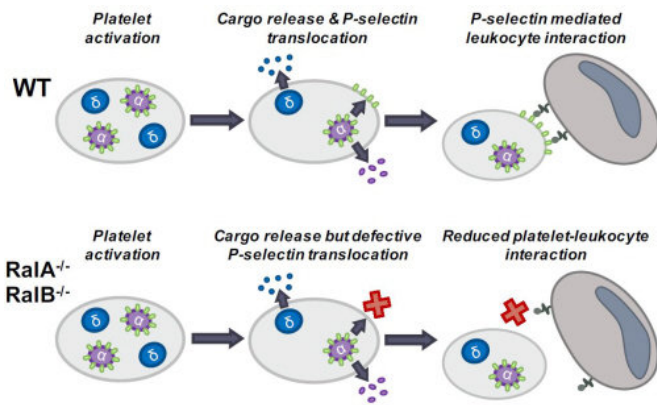 Platelet
activation
Cargo release & P-selectin
translocation
P-selectin mediated
leukocyte interaction
WT
δ
α
α
δ
δ
α
δ
α
Platelet
activation
Cargo release but defective
P-selectin translocation
Reduced platelet-leukocyte
interaction
RalA-/-
RalB-/-
δ
α
α
δ
δ
α
δ
α